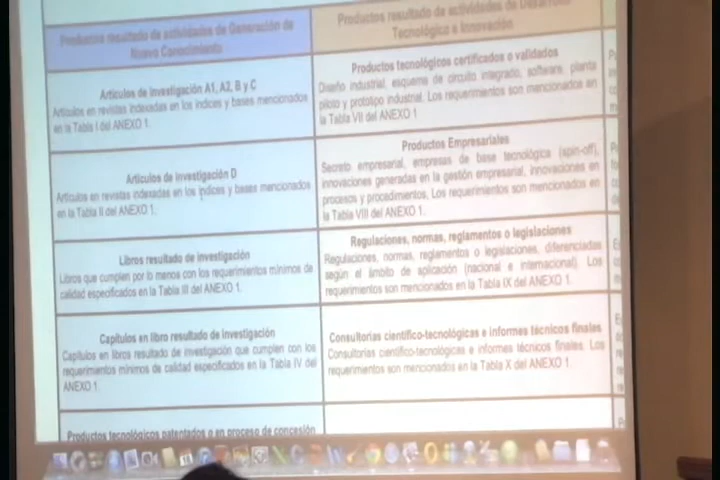 Productos resultado de actividades de Generación de
Nuevo Conocimiento
Productos resultado de actividades de Desarrollo
Tecnológico e Innovación
Artículos de investigación A1, A2, B y C
Artículos en revistas indexadas en los índices y bases mencionados
en la Tabla I del ANEXO 1.
Productos tecnológicos certificados o validados
Diseño industrial, esquema de circuito integrado, software, planta
piloto y prototipo industrial. Los requerimientos son mencionados en
la Tabla VII del ANEXO 1
Artículos de investigación D
Artículos en revistas indexadas en los índices y bases mencionados
en la Tabla II del ANEXO 1.
Productos Empresariales
Secreto empresarial, empresas de base tecnológica (spin-off),
innovaciones generadas en la gestión empresarial, innovaciones en
procesos y procedimientos. Los requerimientos son mencionados en
la Tabla VIII del ANEXO 1.
Libros resultado de investigación
Libros que cumplen por lo menos con los requerimientos mínimos de
calidad especificados en la Tabla III del ANEXO 1.
Regulaciones, normas, reglamentos o legislaciones
Regulaciones, normas, reglamentos o legislaciones, diferenciadas
según el ámbito de aplicación (nacional e internacional). Los
requerimientos son mencionados en la Tabla IX del ANEXO 1.
Capítulos en libro resultado de investigación
Capítulos en libros resultado de investigación que cumplen con los
requerimientos mínimos de calidad especificados en la Tabla IV del
ANEXO 1.
Consultorías científico-tecnológicas e informes técnicos finales
Consultorías científico-tecnológicas e informes técnicos finales. Los
requerimientos son mencionados en la Tabla X del ANEXO 1.
Productos tecnológicos patentados o en proceso de concesión